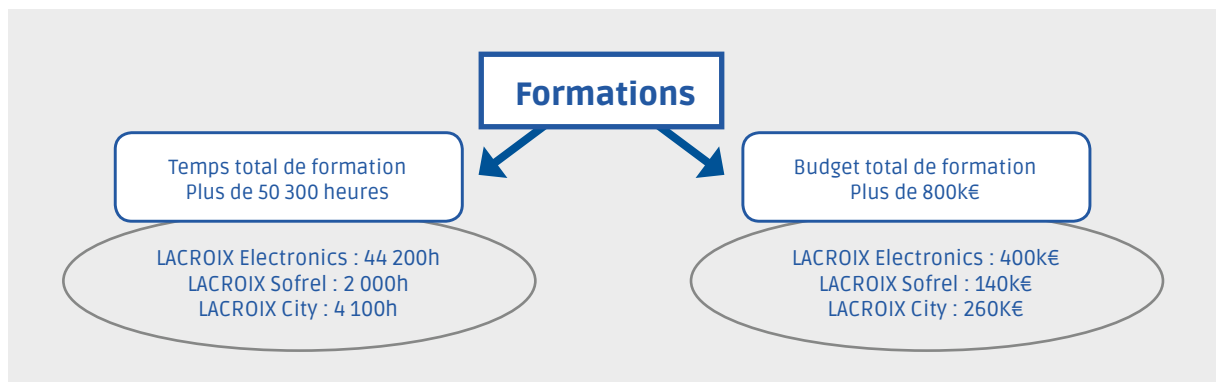 Formations
Temps total de formation
Plus de 50 300 heures
LACROIX Electronics : 44 200h
LACROIX Sofrel : 2 000h
LACROIX City : 4 100h
Budget total de formation
Plus de 800k€
LACROIX Electronics : 400k€
LACROIX Sofrel : 140k€
LACROIX City : 260K€